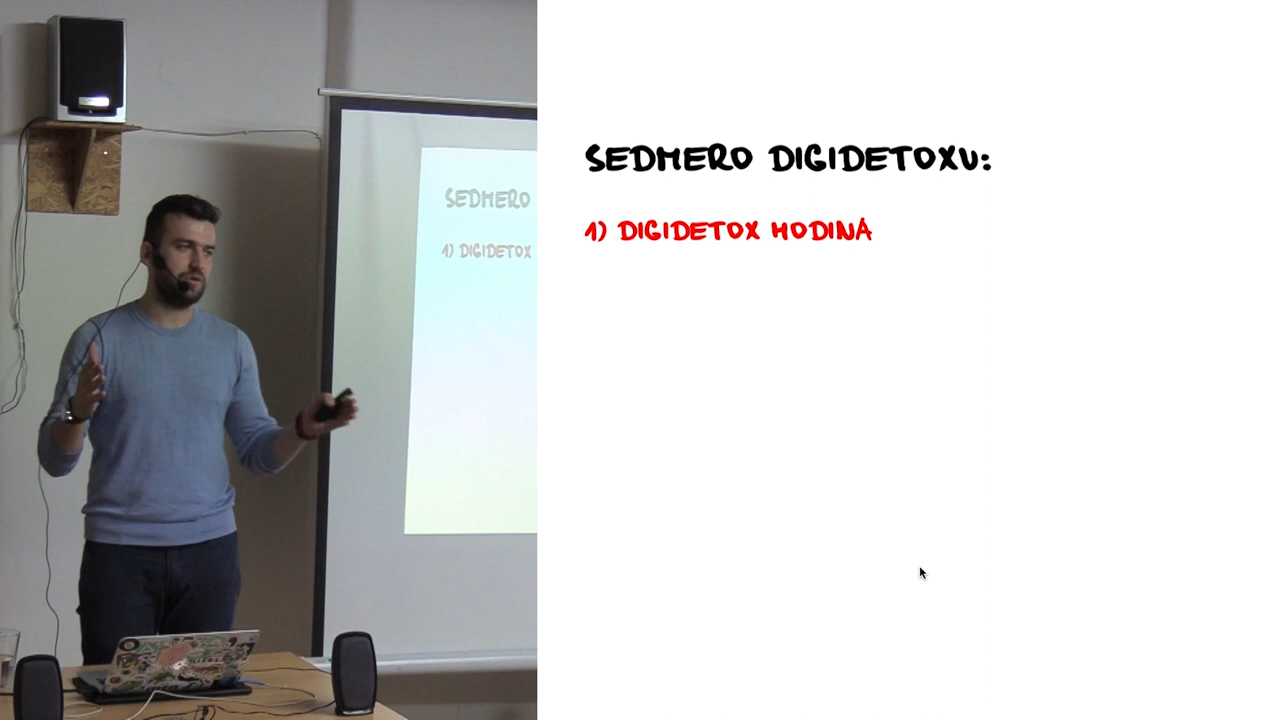 SEDMERO DIGIDETOXU:
1) DIGIDETOX HODINA
SEDMERO
1) DIGIDETOX